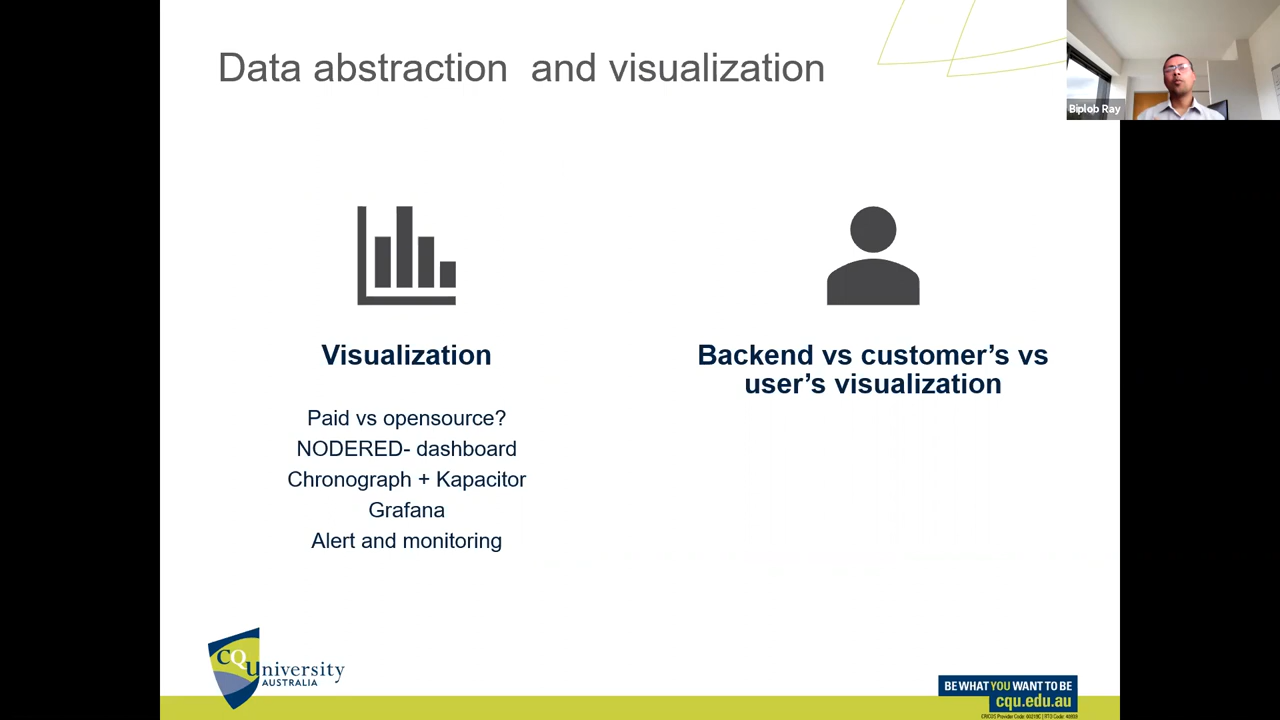 Data abstraction and visualization
Biplob Ray
Visualization
Paid vs opensource?
NODERED- dashboard
Chronograph + Kapacitor
Grafana
Alert and monitoring
Backend vs customer's vs
user's visualization
CQUniversity
AUSTRALIA
BE WHAT YOU WANT TO BE
cqu.edu.au